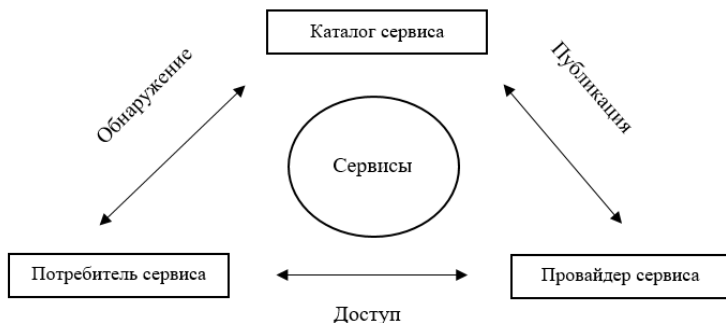 Каталог сервиса
Обнаружение
Публикация
Сервисы
Потребитель сервиса
Провайдер сервиса
Доступ